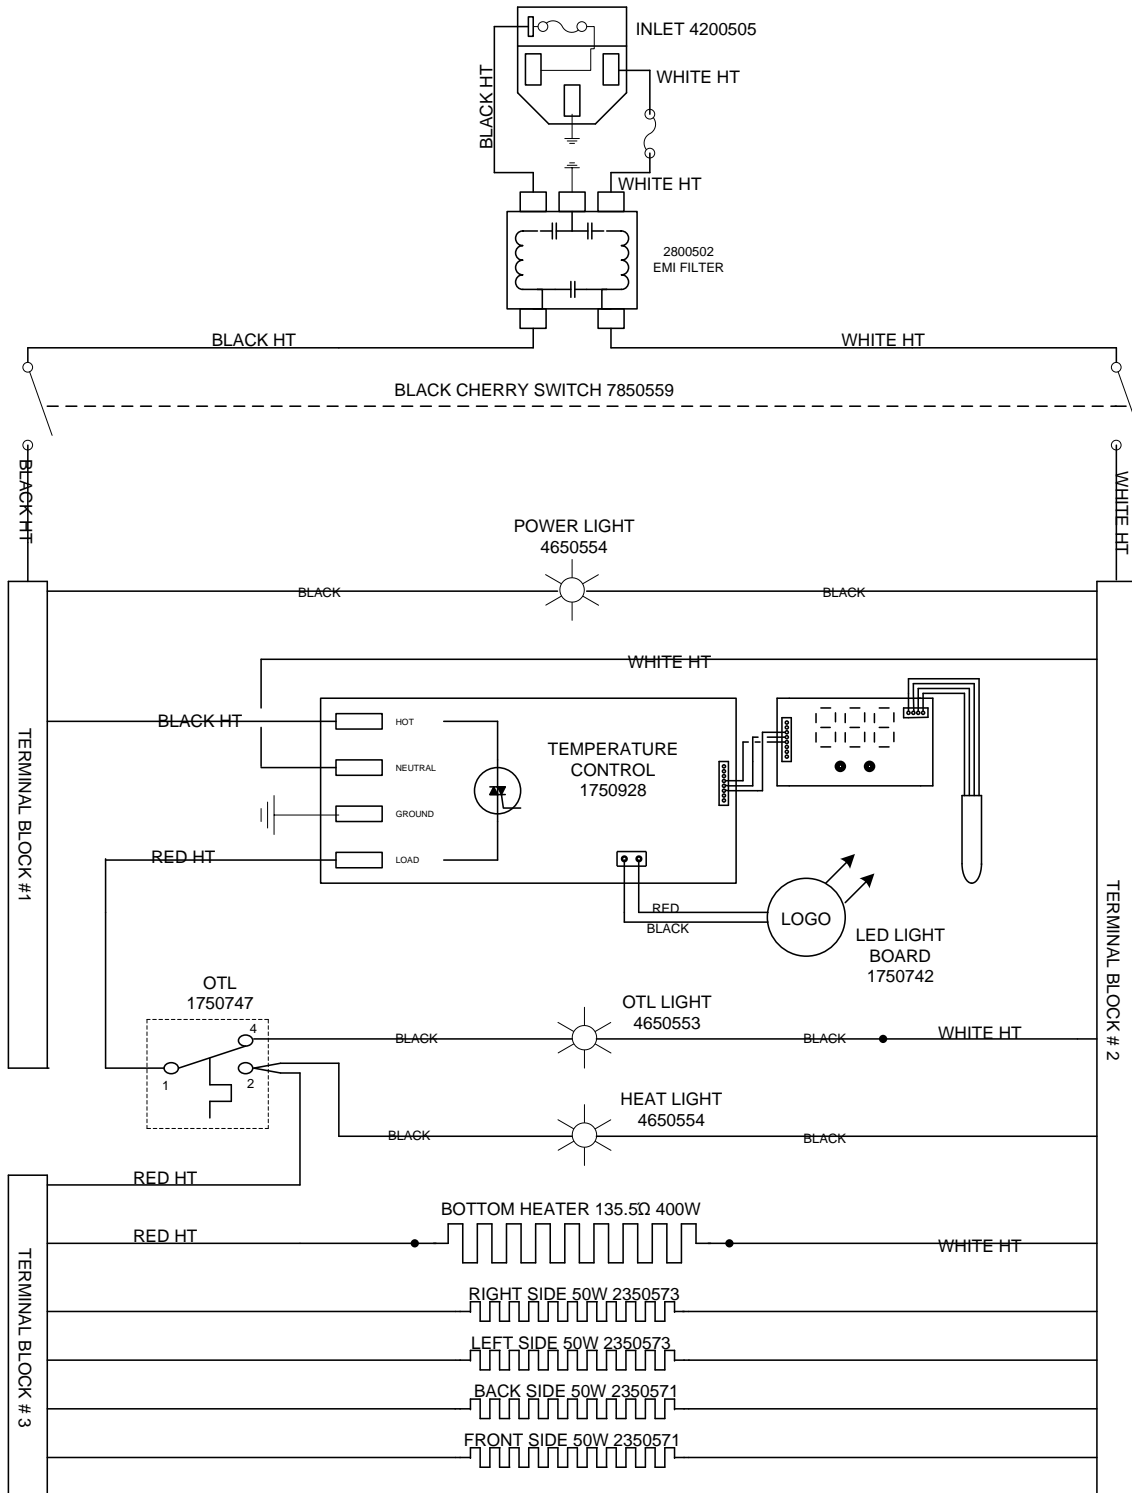 INLET 4200505
BLACK HT
WHITE HT
WHITE HT
2800502
EMI FILTER
BLACK HT
WHITE HT
BLACK CHERRY SWITCH 7850559
BLACK HT
WHITE HT
POWER LIGHT
4650554
BLACK
BLACK
WHITE HT
BLACK HT
HOT
NEUTRAL
GROUND
LOAD
TEMPERATURE
CONTROL
1750928
TERMINAL BLOCK #1
RED HT
RED
BLACK
LOGO
LED LIGHT
BOARD
1750742
TERMINAL BLOCK # 2
OTL
1750747
4
1
2
OTL LIGHT
4650553
BLACK
BLACK
WHITE HT
HEAT LIGHT
4650554
BLACK
BLACK
RED HT
BOTTOM HEATER 135.5Ω 400W
RED HT
WHITE HT
TERMINAL BLOCK # 3
RIGHT SIDE 50W 2350573
LEFT SIDE 50W 2350573
BACK SIDE 50W 2350571
FRONT SIDE 50W 2350571